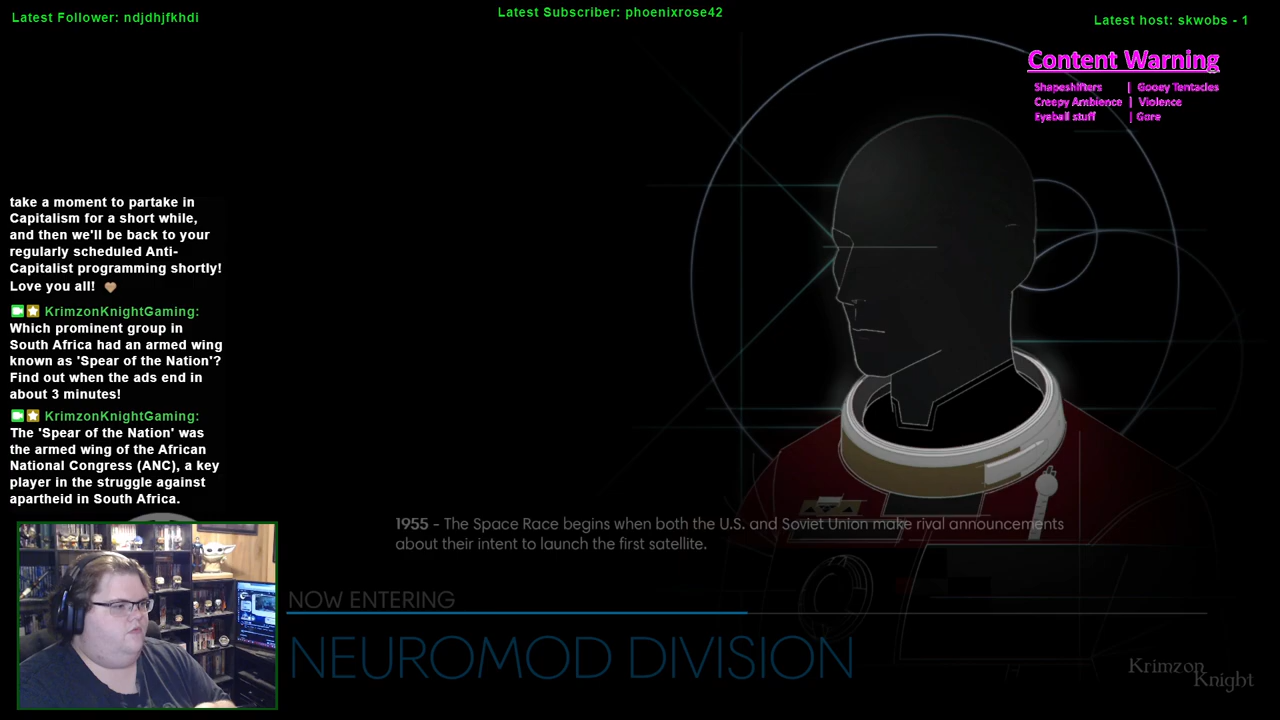 Latest Follower: ndjdhjfkhdi
Latest Subscriber: phoenixrose42
Latest host: skwobs - 1
Content Warning
Shapeshifters | Gooey Tentacles
Creepy Ambience | Violence
Eyeball stuff | Gore
take a moment to partake in
Capitalism for a short while,
and then we'll be back to your
regularly scheduled Anti-
Capitalist programming shortly!
Love you all!
KrimzonKnightGaming:
Which prominent group in
South Africa had an armed wing
known as 'Spear of the Nation'?
Find out when the ads end in
about 3 minutes!
KrimzonKnightGaming:
The 'Spear of the Nation' was
the armed wing of the African
National Congress (ANC), a key
player in the struggle against
apartheid in South Africa.
1955 - The Space Race begins when both the U.S. and Soviet Union make rival announcements
about their intent to launch the first satellite.
NOW ENTERING
NEUROMOD DIVISION
Krimzon
Knight